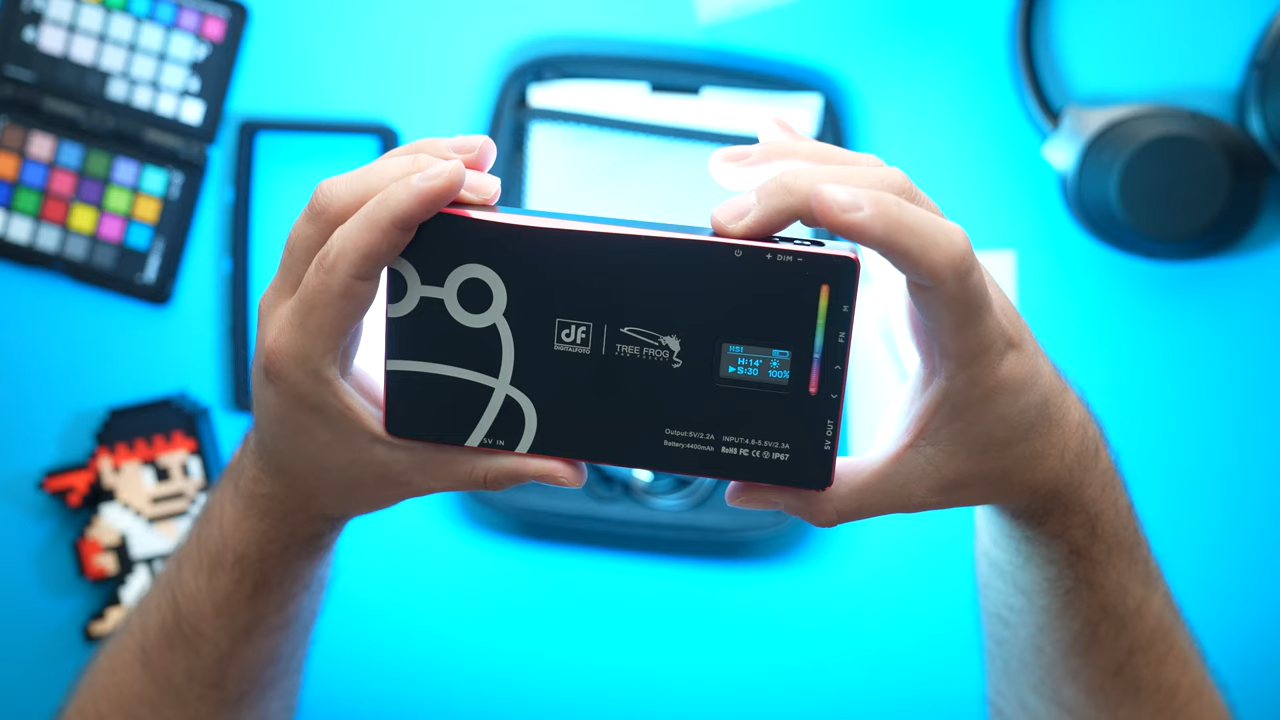 ⏻ + DIM −
M
FN
5V OUT
df
DIGITALFOTO
TREE FROG
HSI
H:14°
▶S:30 100%
5V IN
Output:5V/2.2A INPUT:4.6-5.5V/2.3A
Battery:4400mAh RoHS FC CE IP67